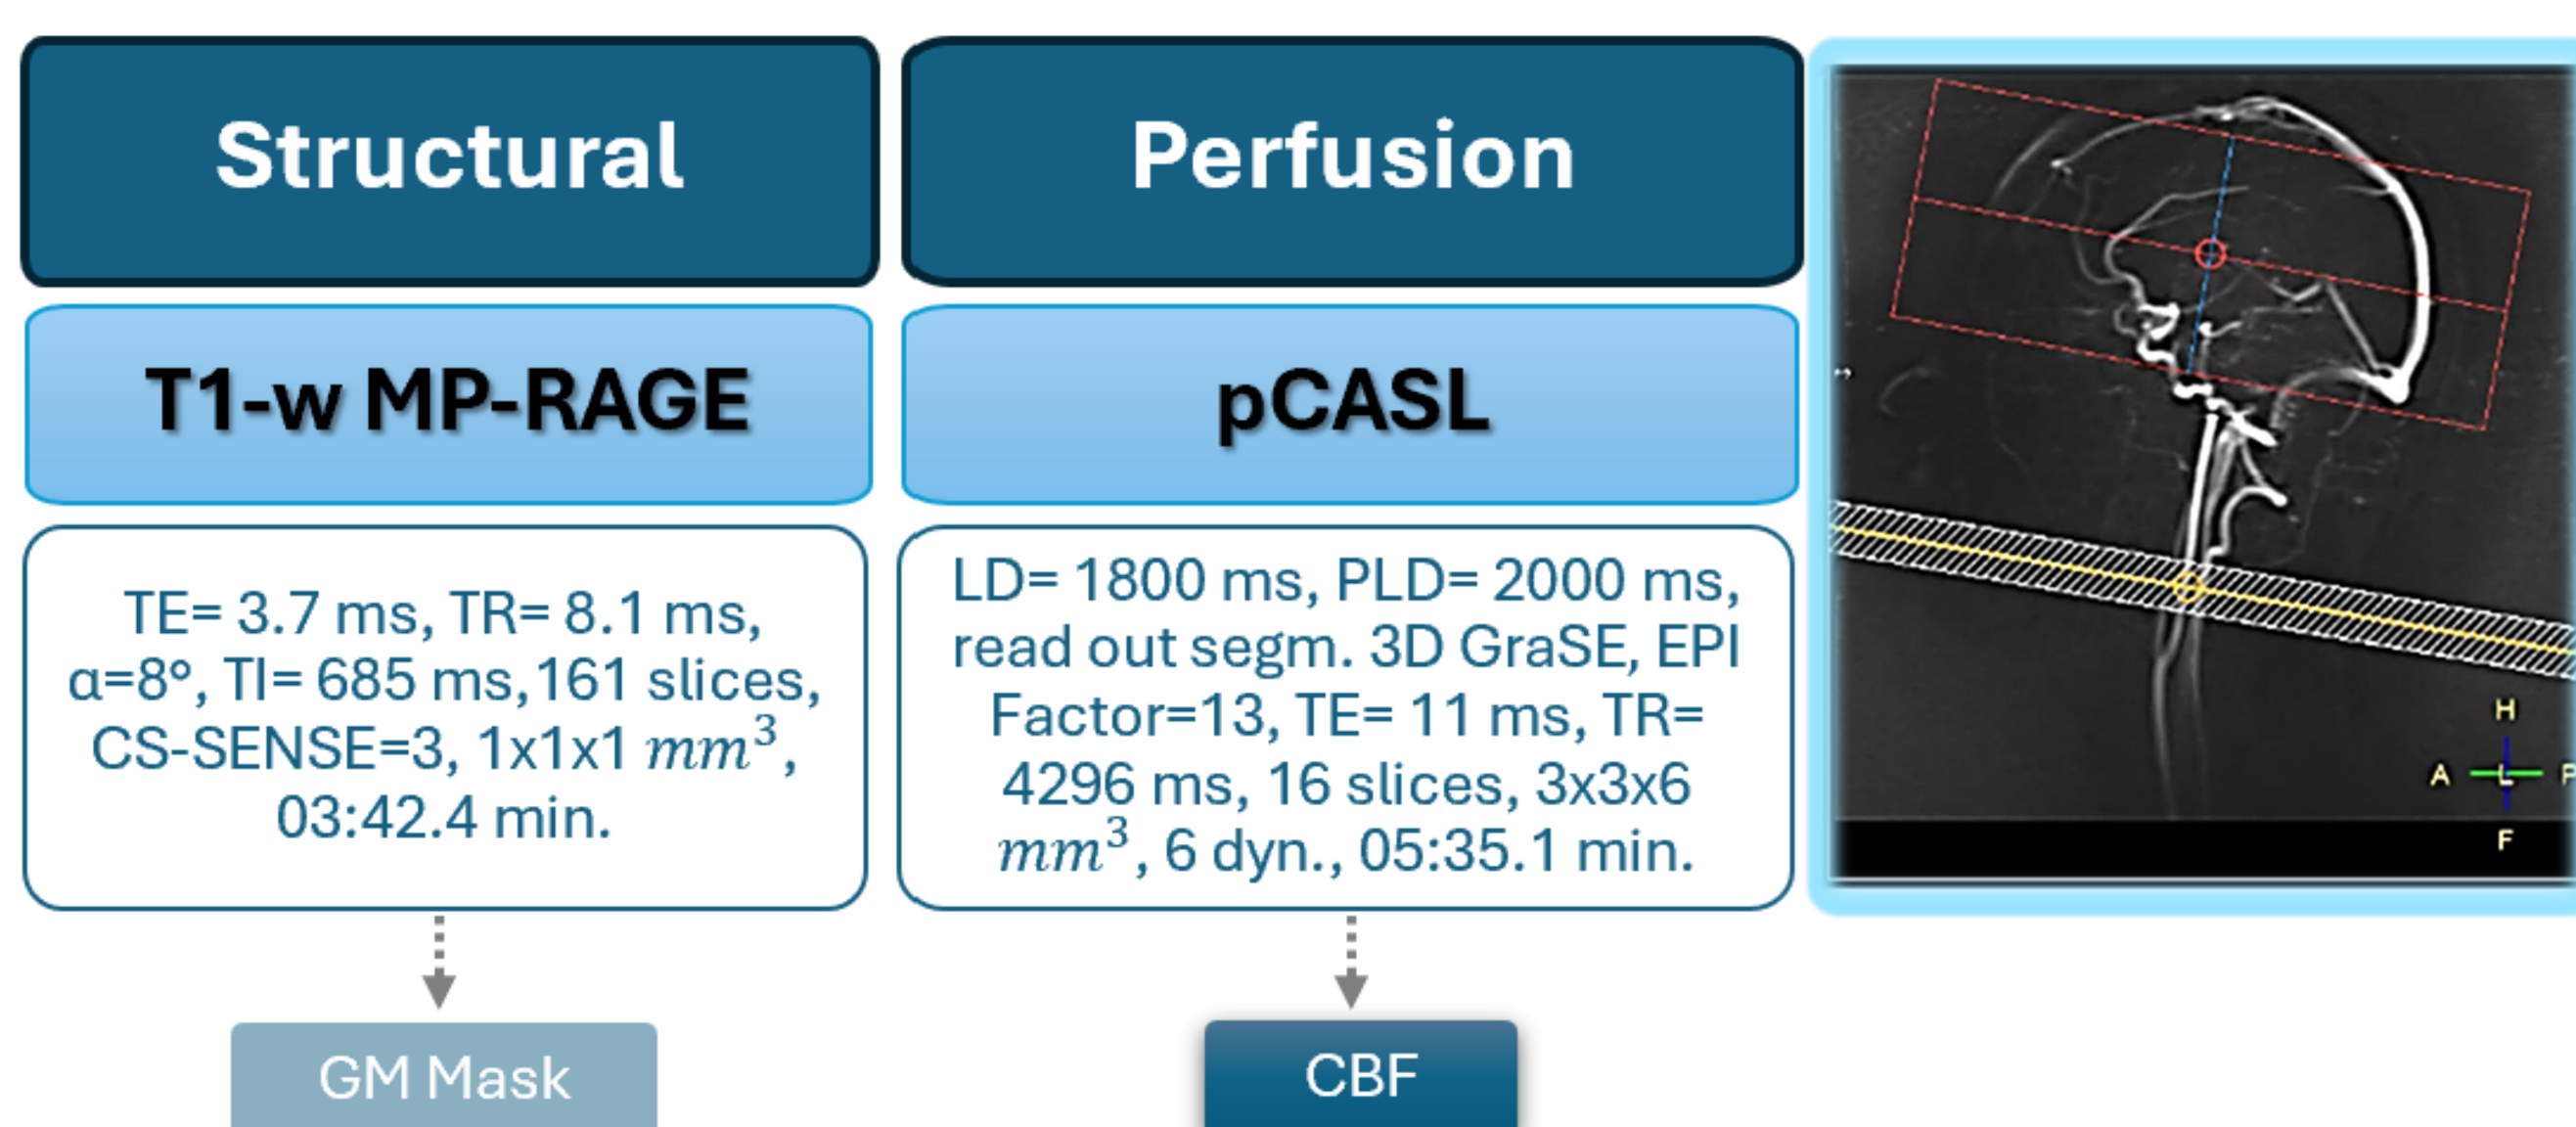 Structural
T1-w MP-RAGE
TE= 3.7 ms, TR= 8.1 ms,
α=8°, TI= 685 ms,161 slices,
CS-SENSE=3, 1x1x1 mm³,
03:42.4 min.
GM Mask
Perfusion
pCASL
LD= 1800 ms, PLD= 2000 ms,
read out segm. 3D GraSE, EPI
Factor=13, TE= 11 ms, TR=
4296 ms, 16 slices, 3x3x6
mm³, 6 dyn., 05:35.1 min.
CBF
H
A L P
F